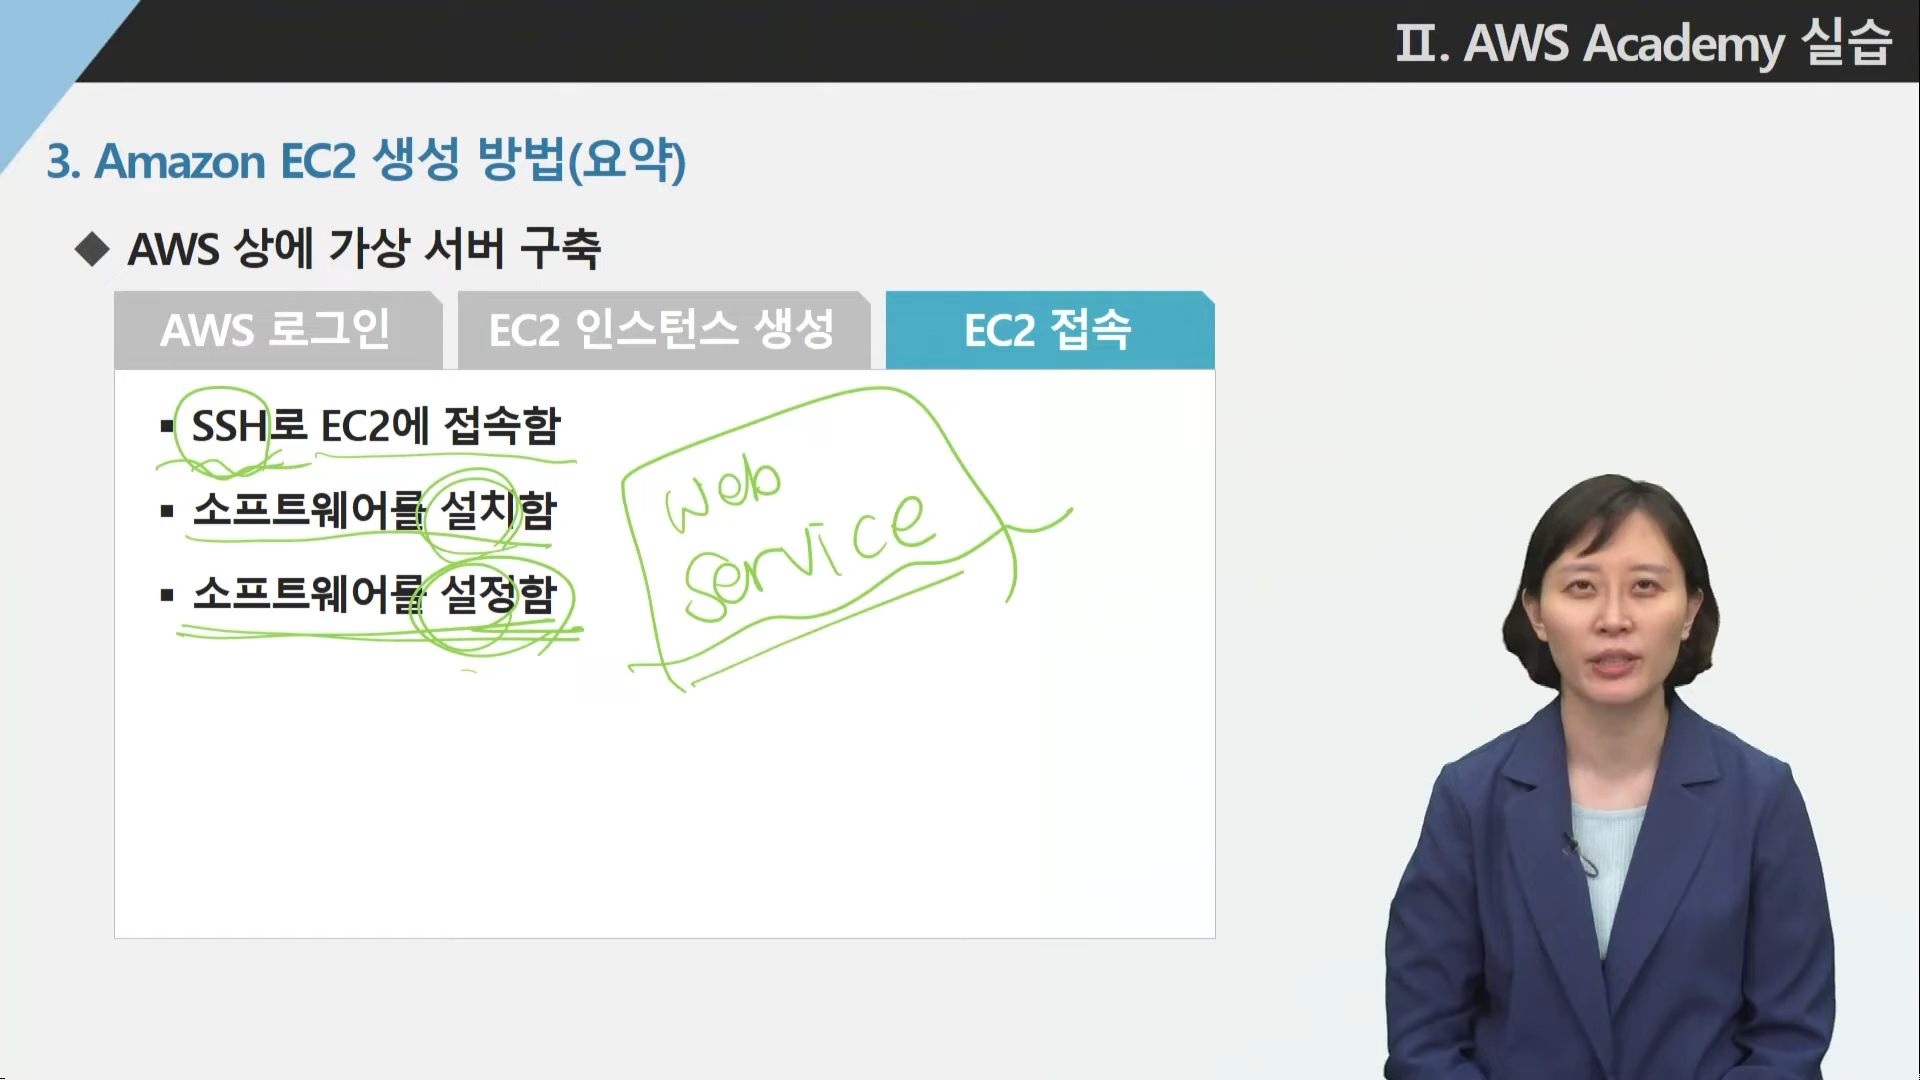 Ⅱ. AWS Academy 실습
3. Amazon EC2 생성 방법(요약)
◆ AWS 상에 가상 서버 구축
AWS 로그인
EC2 인스턴스 생성
EC2 접속
▪ SSH로 EC2에 접속함
▪ 소프트웨어를 설치함
▪ 소프트웨어를 설정함
web
service